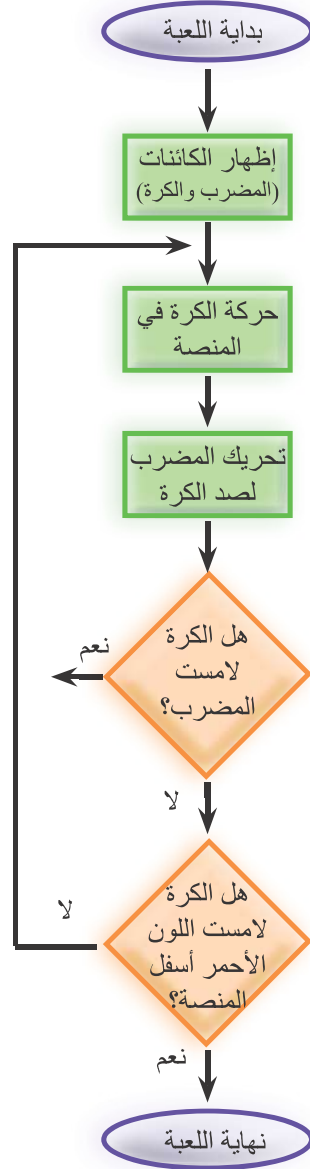 بداية اللعبة
إظهار الكائنات
(المضرب والكرة)
حركة الكرة في
المنصة
تحريك المضرب
لصد الكرة
هل الكرة
لامست
المضرب؟
نعم
لا
هل الكرة
لامست اللون
الأحمر أسفل
المنصة؟
لا
نعم
نهاية اللعبة